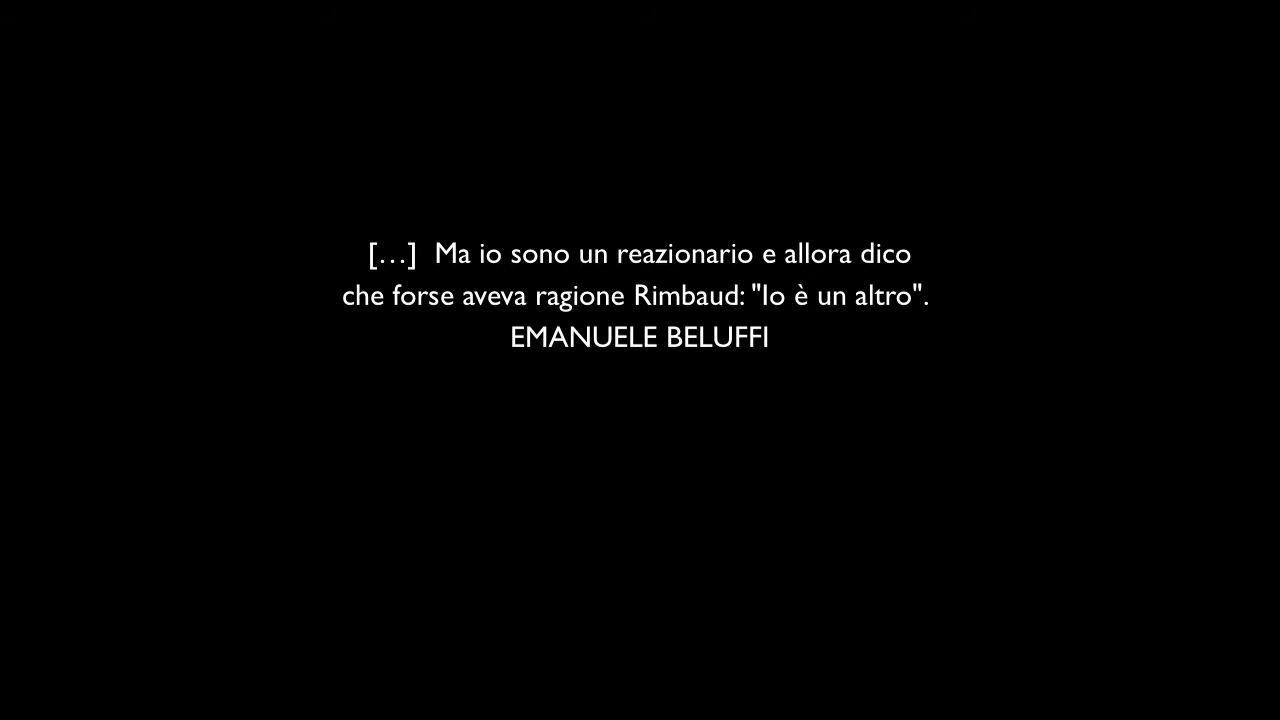 […] Ma io sono un reazionario e allora dico
che forse aveva ragione Rimbaud: "Io è un altro".
EMANUELE BELUFFI